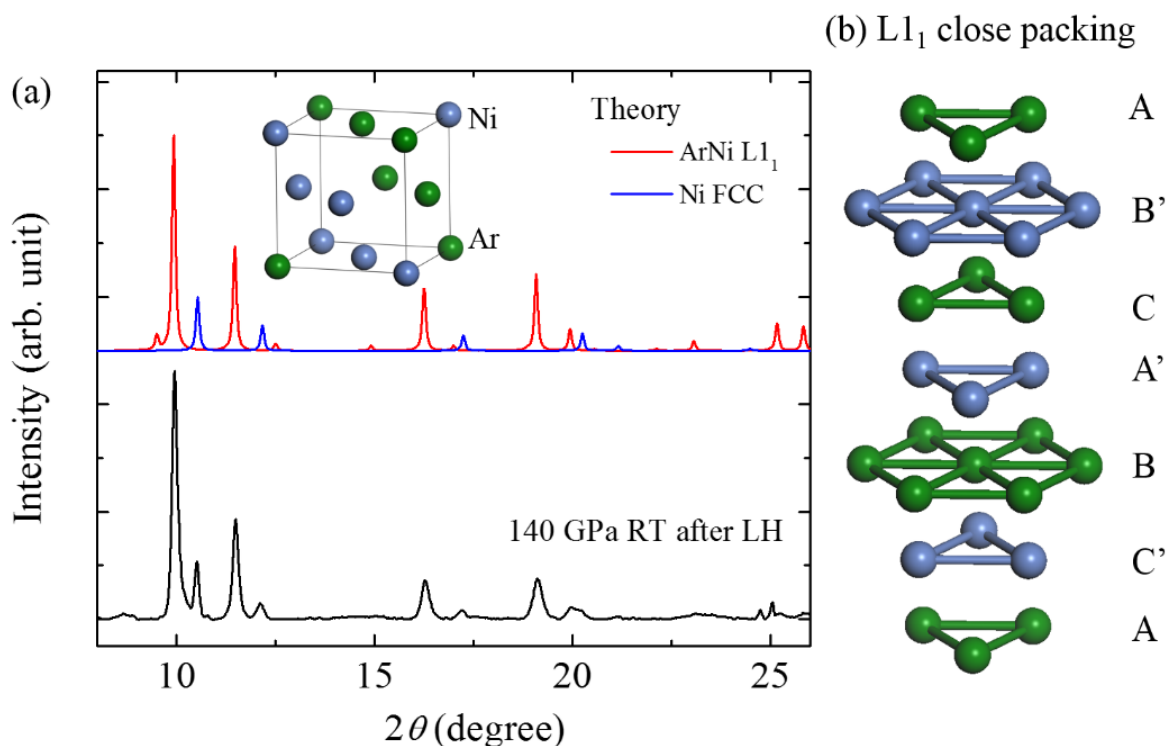 (b) L1₁ close packing
(a)
Ni
Ar
Theory
ArNi L1₁
Ni FCC
140 GPa RT after LH
Intensity (arb. unit)
10
15
20
25
2θ (degree)
A
B’
C
A’
B
C’
A